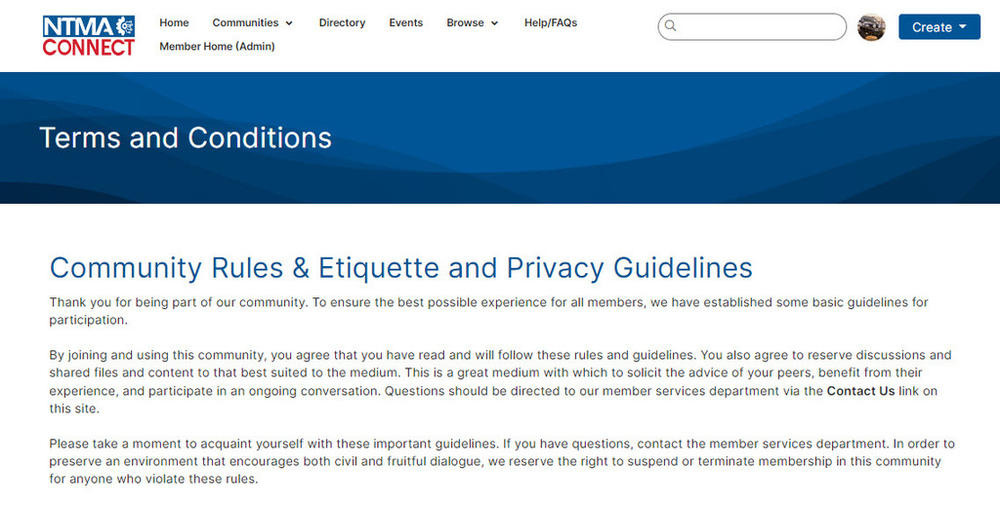 NTMA
CONNECT
Home Communities Directory Events Browse Help/FAQs
Member Home (Admin)
Create
Terms and Conditions
Community Rules & Etiquette and Privacy Guidelines
Thank you for being part of our community. To ensure the best possible experience for all members, we have established some basic guidelines for
participation.
By joining and using this community, you agree that you have read and will follow these rules and guidelines. You also agree to reserve discussions and
shared files and content to that best suited to the medium. This is a great medium with which to solicit the advice of your peers, benefit from their
experience, and participate in an ongoing conversation. Questions should be directed to our member services department via the Contact Us link on
this site.
Please take a moment to acquaint yourself with these important guidelines. If you have questions, contact the member services department. In order to
preserve an environment that encourages both civil and fruitful dialogue, we reserve the right to suspend or terminate membership in this community
for anyone who violate these rules.